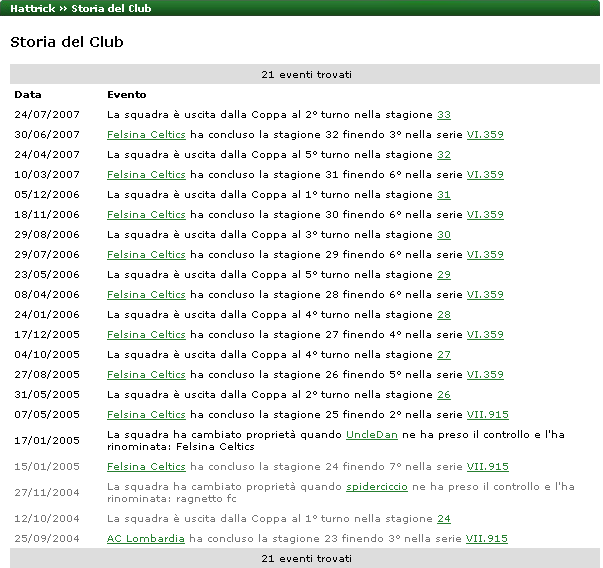 Hattrick » Storia del Club
Storia del Club
21 eventi trovati
Data Evento
24/07/2007 La squadra è uscita dalla Coppa al 2° turno nella stagione 33
30/06/2007 Felsina Celtics ha concluso la stagione 32 finendo 3° nella serie VI.359
24/04/2007 La squadra è uscita dalla Coppa al 5° turno nella stagione 32
10/03/2007 Felsina Celtics ha concluso la stagione 31 finendo 6° nella serie VI.359
05/12/2006 La squadra è uscita dalla Coppa al 1° turno nella stagione 31
18/11/2006 Felsina Celtics ha concluso la stagione 30 finendo 6° nella serie VI.359
29/08/2006 La squadra è uscita dalla Coppa al 3° turno nella stagione 30
29/07/2006 Felsina Celtics ha concluso la stagione 29 finendo 6° nella serie VI.359
23/05/2006 La squadra è uscita dalla Coppa al 5° turno nella stagione 29
08/04/2006 Felsina Celtics ha concluso la stagione 28 finendo 6° nella serie VI.359
24/01/2006 La squadra è uscita dalla Coppa al 4° turno nella stagione 28
17/12/2005 Felsina Celtics ha concluso la stagione 27 finendo 4° nella serie VI.359
04/10/2005 La squadra è uscita dalla Coppa al 4° turno nella stagione 27
27/08/2005 Felsina Celtics ha concluso la stagione 26 finendo 5° nella serie VI.359
31/05/2005 La squadra è uscita dalla Coppa al 2° turno nella stagione 26
07/05/2005 Felsina Celtics ha concluso la stagione 25 finendo 2° nella serie VII.915
17/01/2005 La squadra ha cambiato proprietà quando UncleDan ne ha preso il controllo e l'ha
rinominata: Felsina Celtics
15/01/2005 Felsina Celtics ha concluso la stagione 24 finendo 7° nella serie VII.915
27/11/2004 La squadra ha cambiato proprietà quando spiderciccio ne ha preso il controllo e l'ha
rinominata: ragnetto fc
12/10/2004 La squadra è uscita dalla Coppa al 1° turno nella stagione 24
25/09/2004 AC Lombardia ha concluso la stagione 23 finendo 3° nella serie VII.915
21 eventi trovati